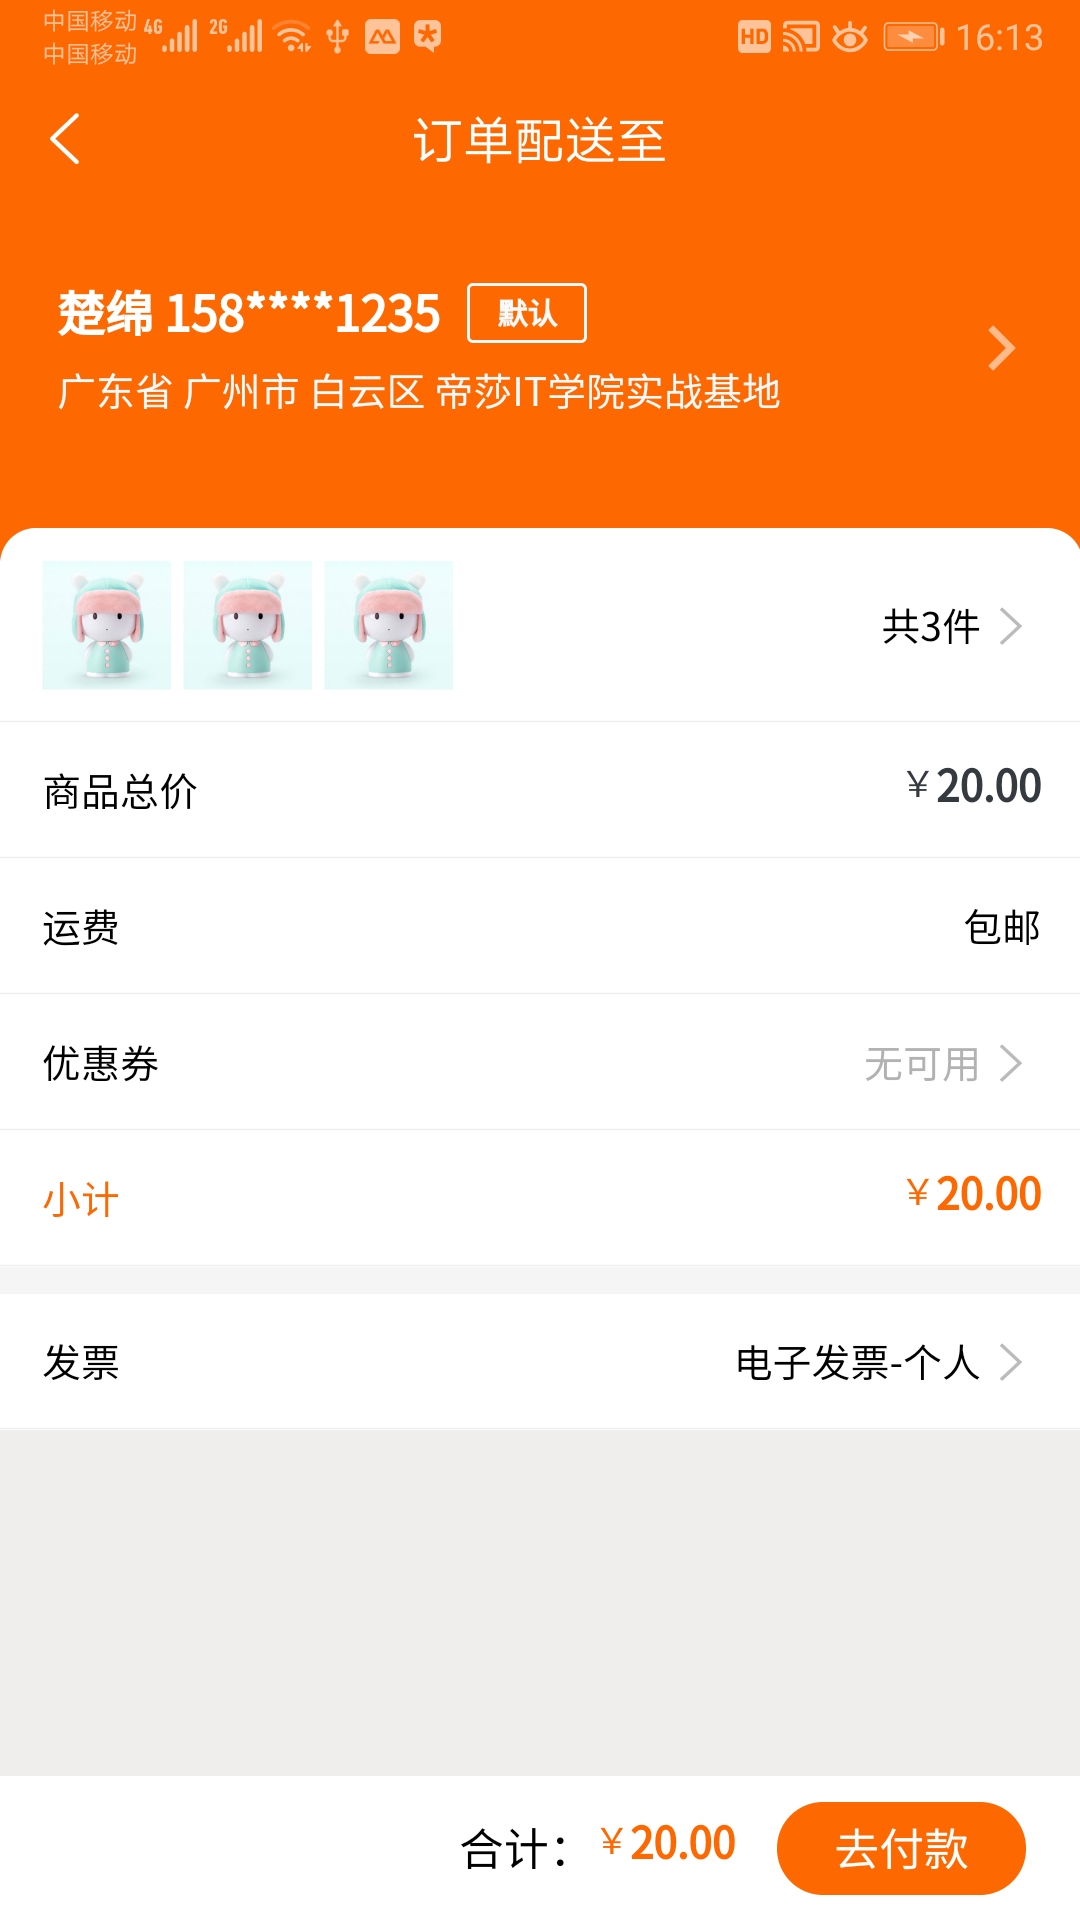 中国移动 4G 2G HD 16:13
中国移动
订单配送至
楚绵 158****1235 默认
广东省 广州市 白云区 帝莎IT学院实战基地
共3件
商品总价 ¥20.00
运费 包邮
优惠券 无可用
小计 ¥20.00
发票 电子发票-个人
合计： ¥20.00 去付款